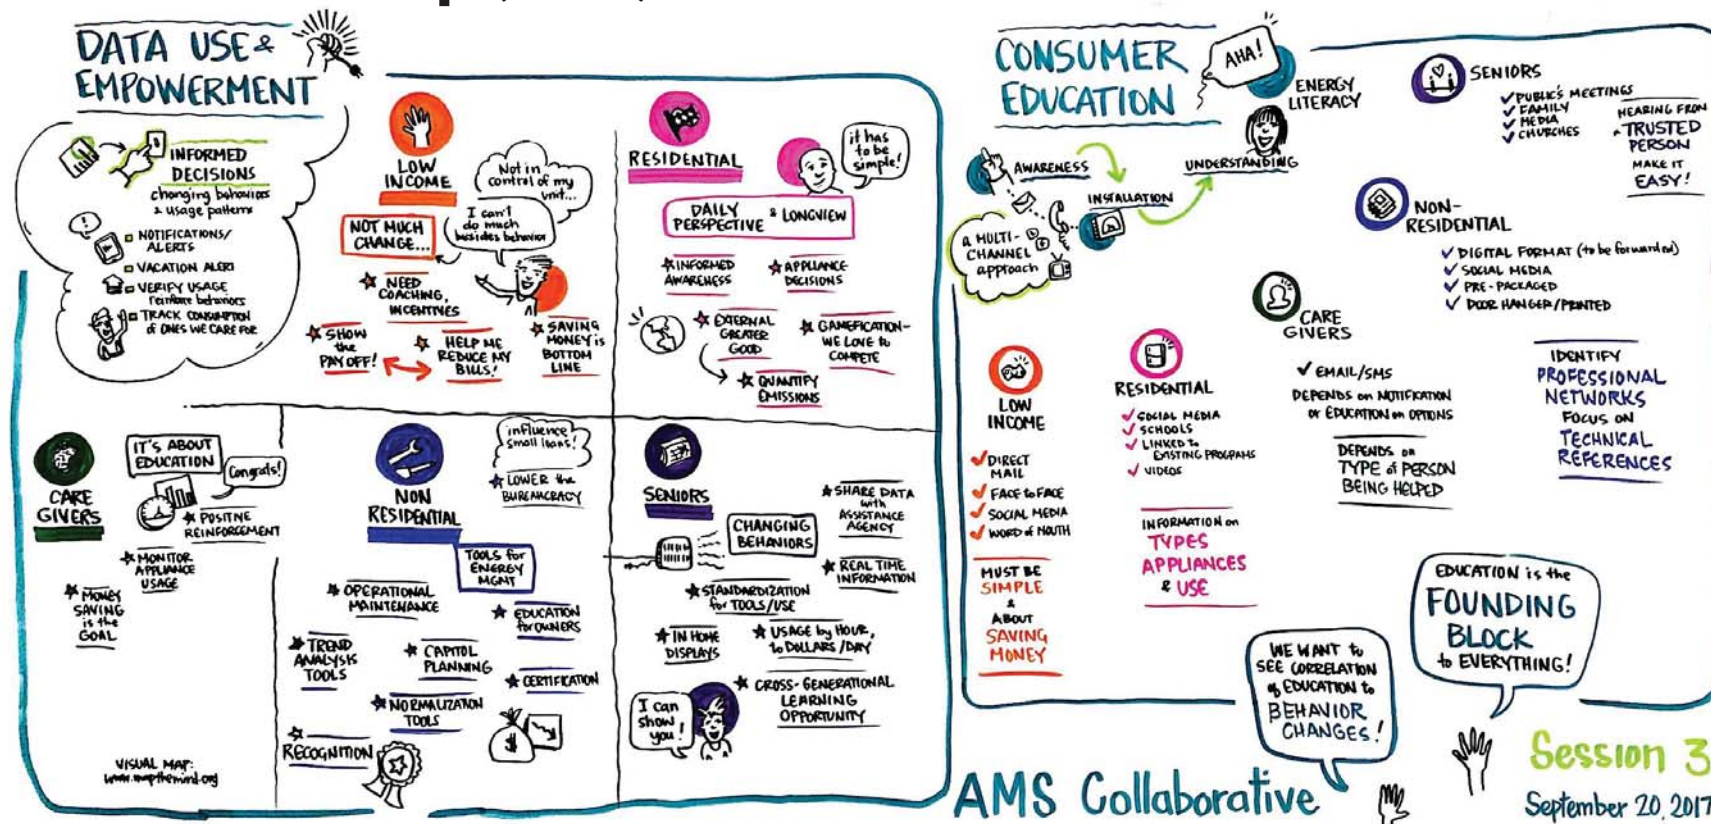 DATA USE &
EMPOWERMENT
INFORMED
DECISIONS
changing behaviors
& usage patterns
NOTIFICATIONS/
ALERTS
VACATION ALERT
VERIFY USAGE
reinforce behaviors
TRACK CONSUMPTION
of ONES WE CARE FOR
LOW
INCOME
Not in
control of my
unit...
NOT MUCH
CHANGE...
I can't
do much
besides behavior
NEED
COACHING,
INCENTIVES
SHOW
the
PAY OFF!
HELP ME
REDUCE MY
BILLS!
SAVING
MONEY is
BOTTOM
LINE
RESIDENTIAL
it has
to be
simple!
DAILY
PERSPECTIVE & LONGVIEW
INFORMED
AWARENESS
APPLIANCE
DECISIONS
EXTERNAL
GREATER
GOOD
GAMEFICATION-
WE LOVE to
COMPETE
QUANTIFY
EMISSIONS
CARE
GIVERS
IT'S ABOUT
EDUCATION
Congrats!
POSITIVE
REINFORCEMENT
MONITOR
APPLIANCE
USAGE
MONEY
SAVING
is the
GOAL
VISUAL MAP:
www.mapthemind.org
NON
RESIDENTIAL
influence
small loans!
LOWER the
BUREAUCRACY
TOOLS for
ENERGY
MGNT
OPERATIONAL
MAINTENANCE
EDUCATION
for OWNERS
TREND
ANALYSIS
TOOLS
CAPITOL
PLANNING
CERTIFICATION
NORMALIZATION
TOOLS
RECOGNITION
$
SENIORS
CHANGING
BEHAVIORS
SHARE DATA
with
ASSISTANCE
AGENCY
REAL TIME
INFORMATION
STANDARDIZATION
for TOOLS/USE
IN HOME
DISPLAYS
USAGE by HOUR,
to DOLLARS/DAY
CROSS-GENERATIONAL
LEARNING
OPPORTUNITY
I can
show
you!
CONSUMER
EDUCATION
AHA!
ENERGY
LITERACY
AWARENESS
INSTALLATION
UNDERSTANDING
a MULTI-
CHANNEL
approach
SENIORS
PUBLIC'S MEETINGS
FAMILY
MEDIA
CHURCHES
HEARING FROM
a TRUSTED
PERSON
MAKE IT
EASY!
NON-
RESIDENTIAL
DIGITAL FORMAT (to be forwarded)
SOCIAL MEDIA
PRE-PACKAGED
DOOR HANGER/PRINTED
IDENTIFY
PROFESSIONAL
NETWORKS
FOCUS ON
TECHNICAL
REFERENCES
CARE
GIVERS
EMAIL/SMS
DEPENDS on NOTIFICATION
or EDUCATION on OPTIONS
DEPENDS on
TYPE of PERSON
BEING HELPED
RESIDENTIAL
SOCIAL MEDIA
SCHOOLS
LINKED to
EXISTING PROGRAMS
VIDEOS
INFORMATION on
TYPES
APPLIANCES
& USE
LOW
INCOME
DIRECT
MAIL
FACE to FACE
SOCIAL MEDIA
WORD of MOUTH
MUST BE
SIMPLE
&
ABOUT
SAVING
MONEY
WE WANT to
SEE CORRELATION
of EDUCATION to
BEHAVIOR
CHANGES!
EDUCATION is the
FOUNDING
BLOCK
to EVERYTHING!
AMS Collaborative
Session 3
September 20, 2017